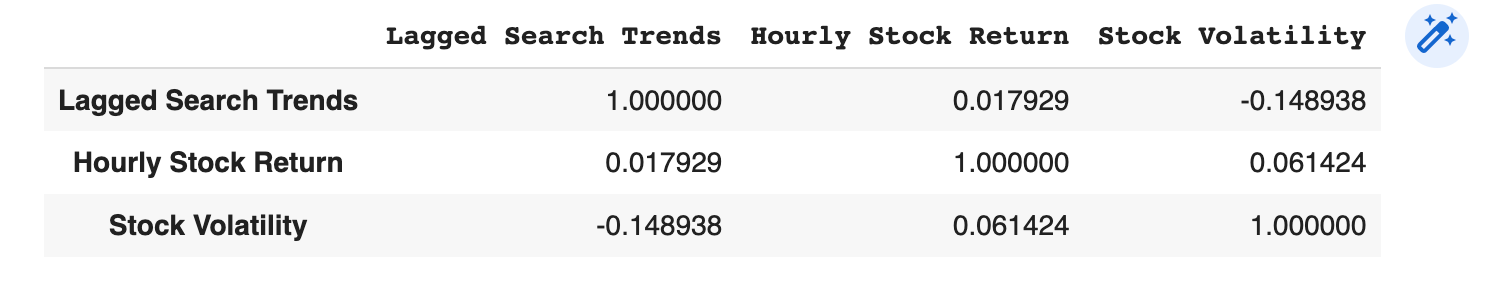 Lagged Search Trends Hourly Stock Return Stock Volatility
Lagged Search Trends 1.000000 0.017929 -0.148938
Hourly Stock Return 0.017929 1.000000 0.061424
Stock Volatility -0.148938 0.061424 1.000000